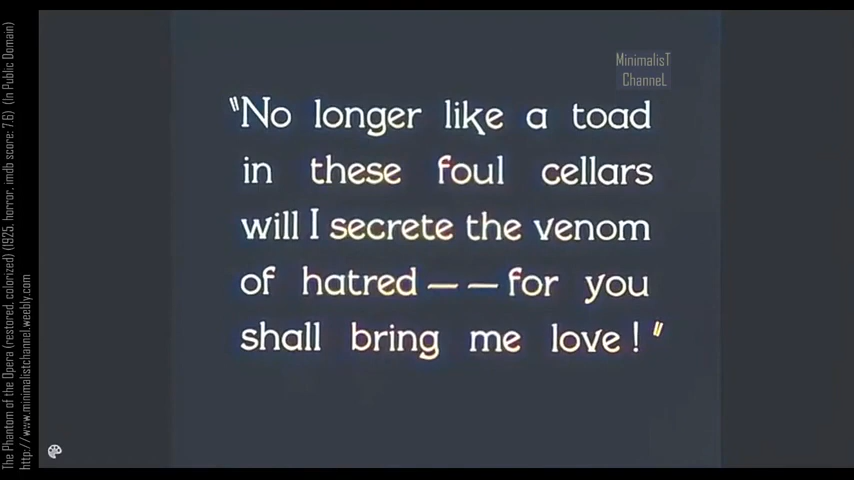 MinimalisT
ChanneL
"No longer like a toad
in these foul cellars
will I secrete the venom
of hatred — — for you
shall bring me love!"
The Phantom of the Opera (restored, colorized) (1925, horror, imdb score: 7.6) (In Public Domain)
http://www.minimalistchannel.weebly.com